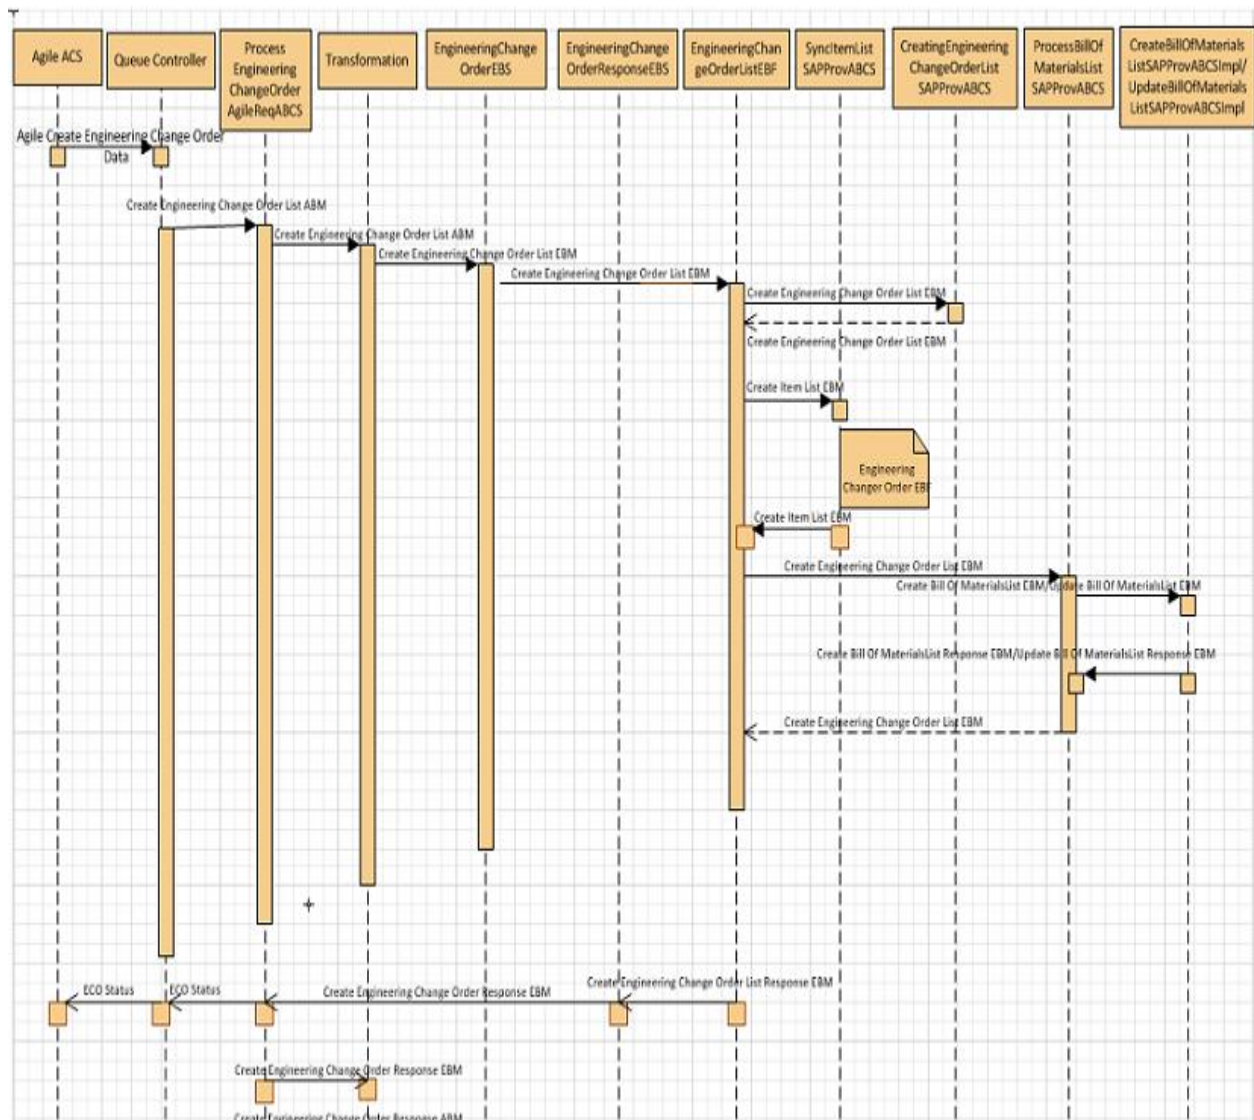 Agile ACS
Queue Controller
Process
Engineering
ChangeOrder
AgileReqABCS
Transformation
EngineeringChange
OrderEBS
EngineeringChange
OrderResponseEBS
EngineeringChan
geOrderListEBF
SyncItemList
SAPProvABCS
CreatingEngineering
ChangeOrderList
SAPProvABCS
ProcessBillOf
MaterialsList
SAPProvABCS
CreateBillOfMaterials
ListSAPProvABCSImpl/
UpdateBillOfMaterials
ListSAPProvABCSImpl
Agile Create Engineering Change Order
Data
Create Engineering Change Order List ABM
Create Engineering Change Order List ABM
Create Engineering Change Order List EBM
Create Engineering Change Order List EBM
Create Engineering Change Order List EBM
Create Engineering Change Order List EBM
Create Item List EBM
Engineering
Changer Order EBF
Create Item List EBM
Create Engineering Change Order List EBM
Create Bill Of MaterialsList EBM/Update Bill Of MaterialsList EBM
Create Bill Of MaterialsList Response EBM/Update Bill Of MaterialsList Response EBM
Create Engineering Change Order List EBM
Create Engineering Change Order List Response EBM
ECO Status
ECO Status
Create Engineering Change Order Response EBM
Create Engineering Change Order Response EBM
Create Engineering Change Order Response ABM